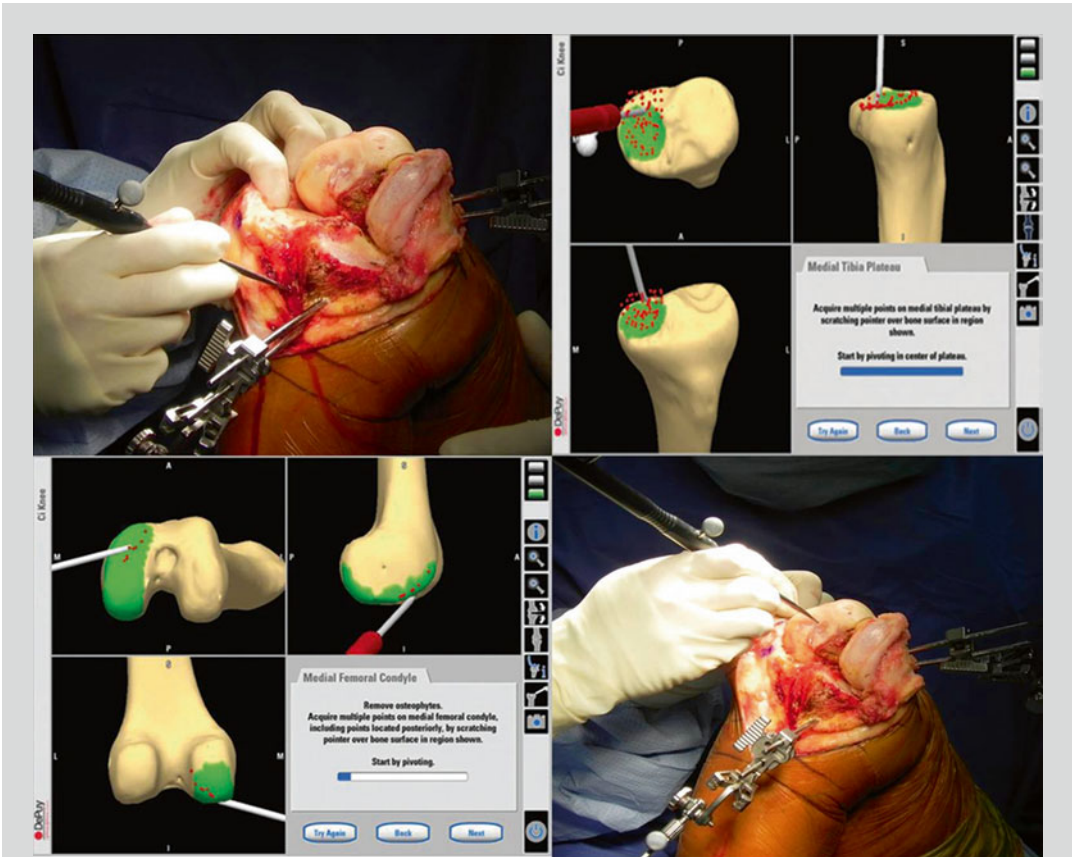 Ci Knee
P
M
L
A
S
P
A
I
M
L
Medial Tibia Plateau
Acquire multiple points on medial tibial plateau by
scratching pointer over bone surface in region
shown.
Start by pivoting in center of plateau.
Try Again
Back
Next
DePuy
Ci Knee
A
M
L
P
S
P
A
I
S
L
M
I
Medial Femoral Condyle
Remove osteophytes.
Acquire multiple points on medial femoral condyle,
including points located posteriorly, by scratching
pointer over bone surface in region shown.
Start by pivoting.
Try Again
Back
Next
DePuy